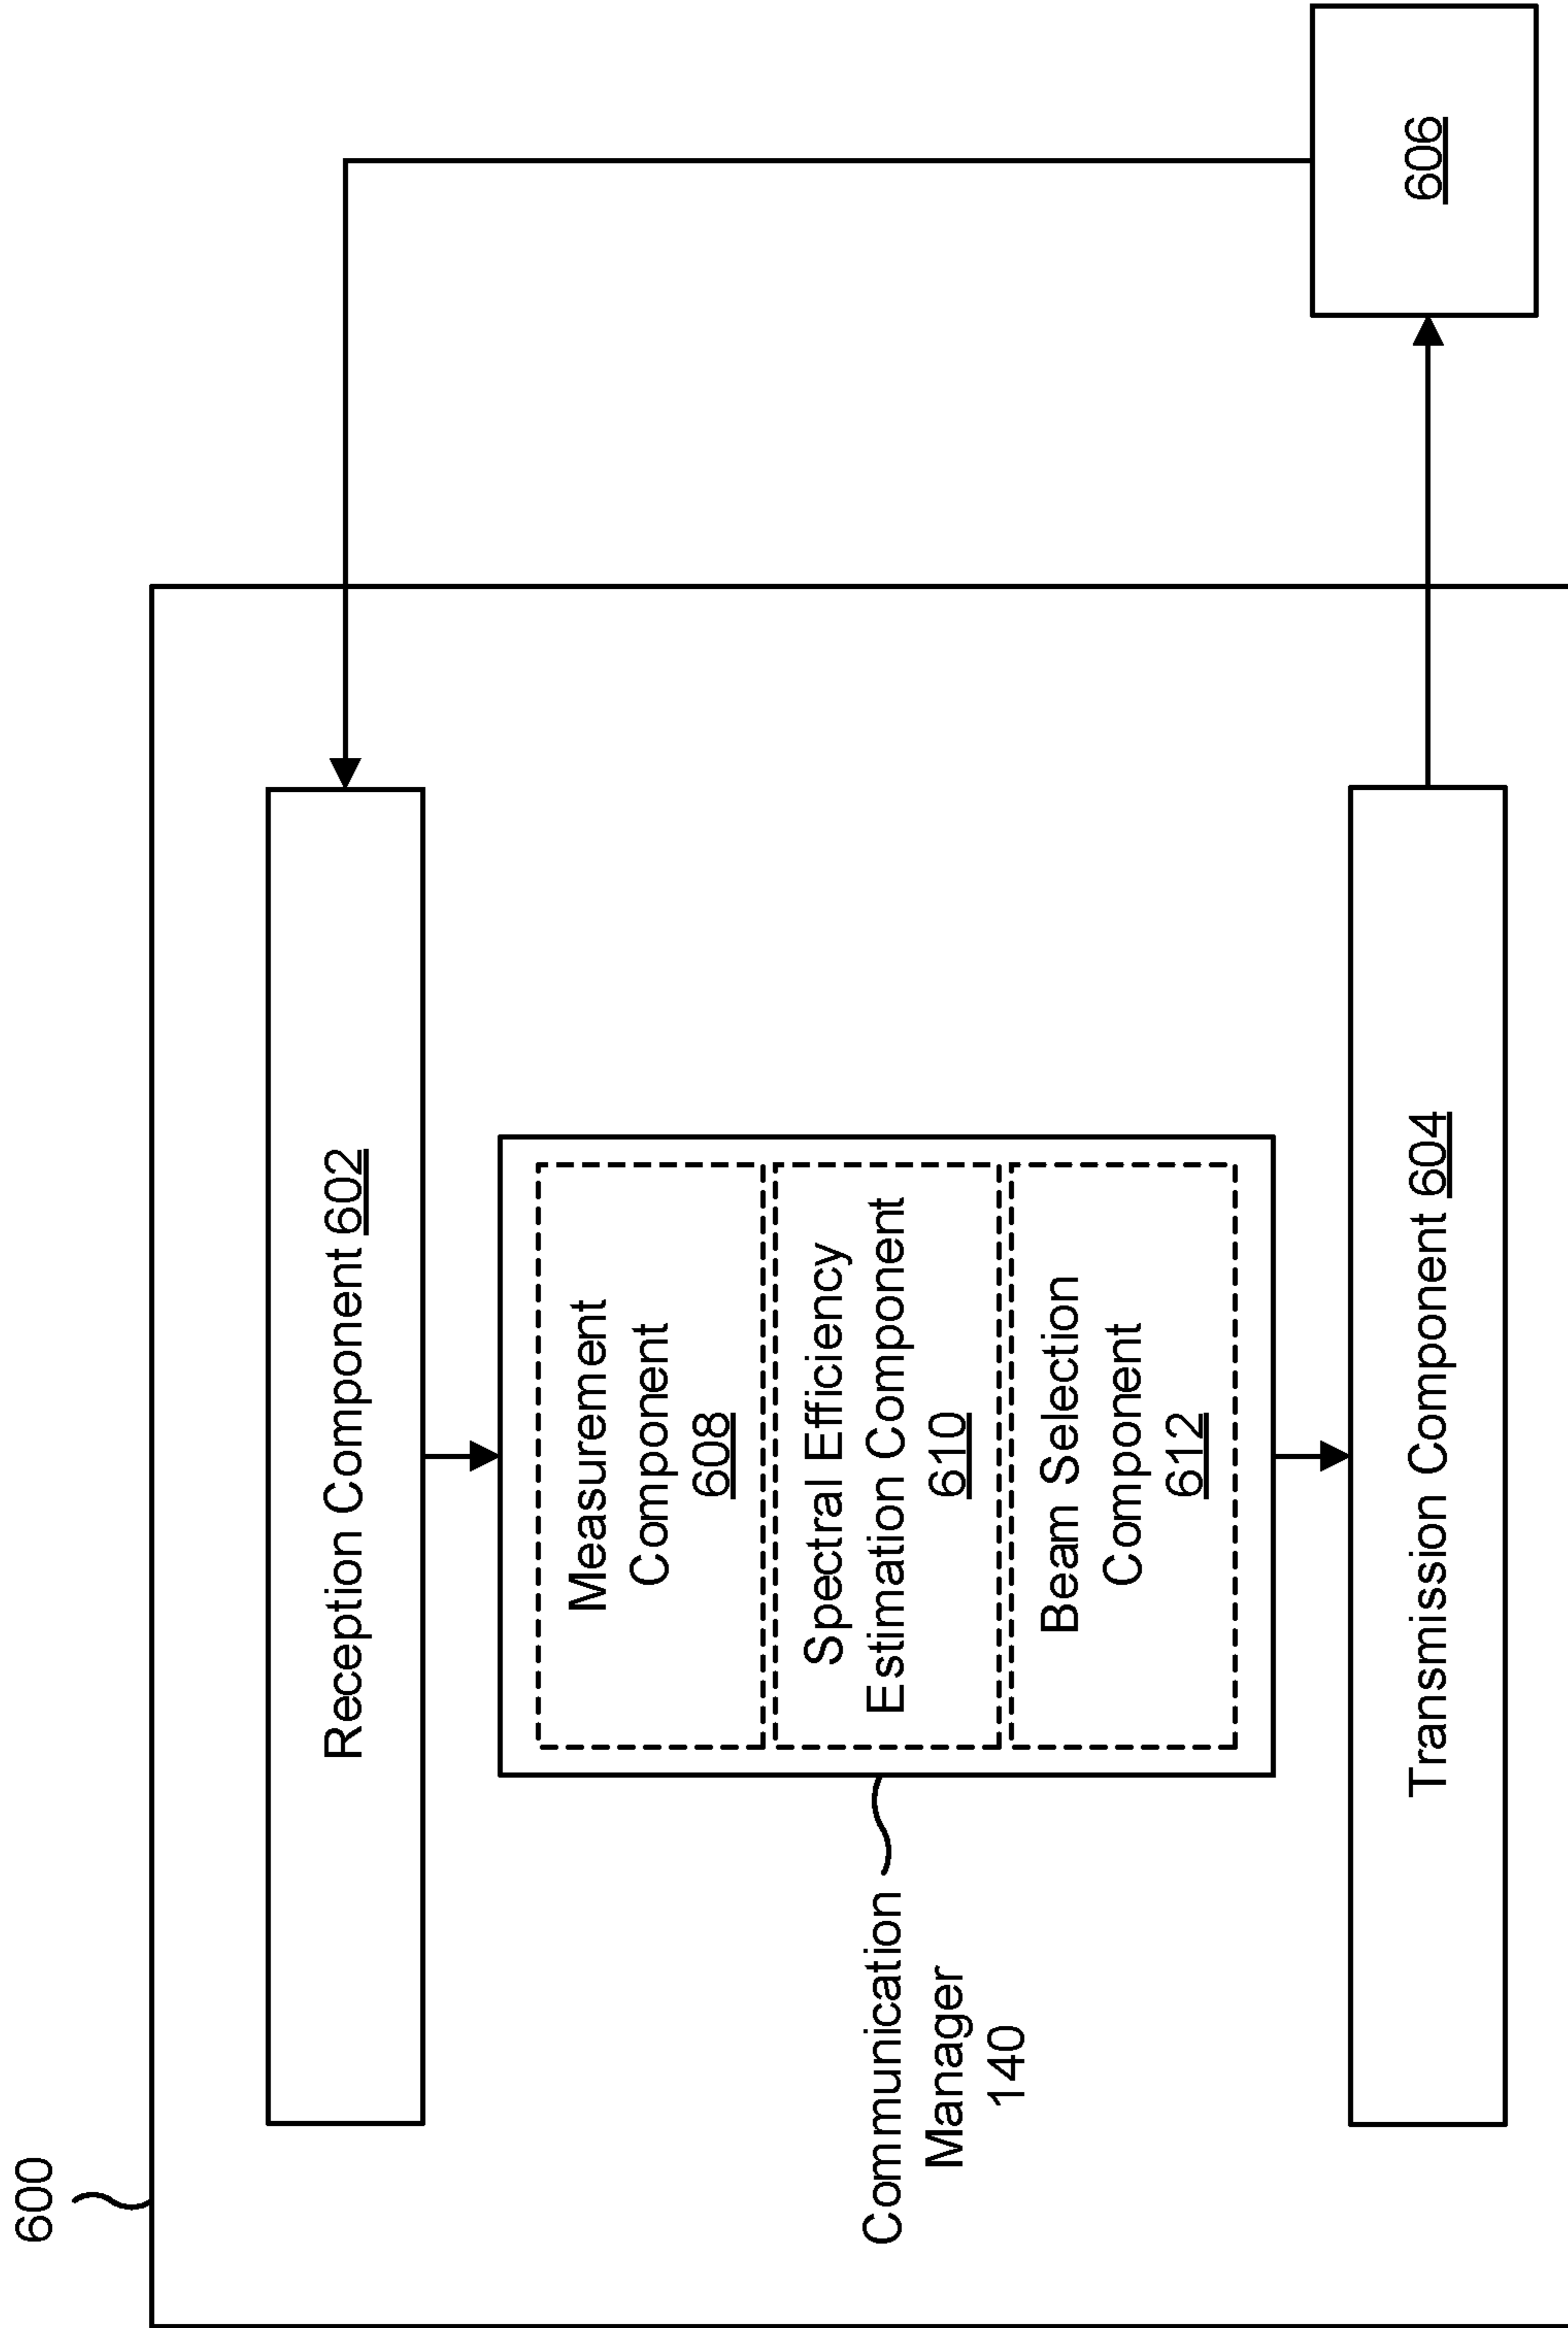 600
Reception Component 602
606
Measurement
Component
608
Spectral Efficiency
Estimation Component
610
Beam Selection
Component
612
Communication
Manager
140
Transmission Component 604